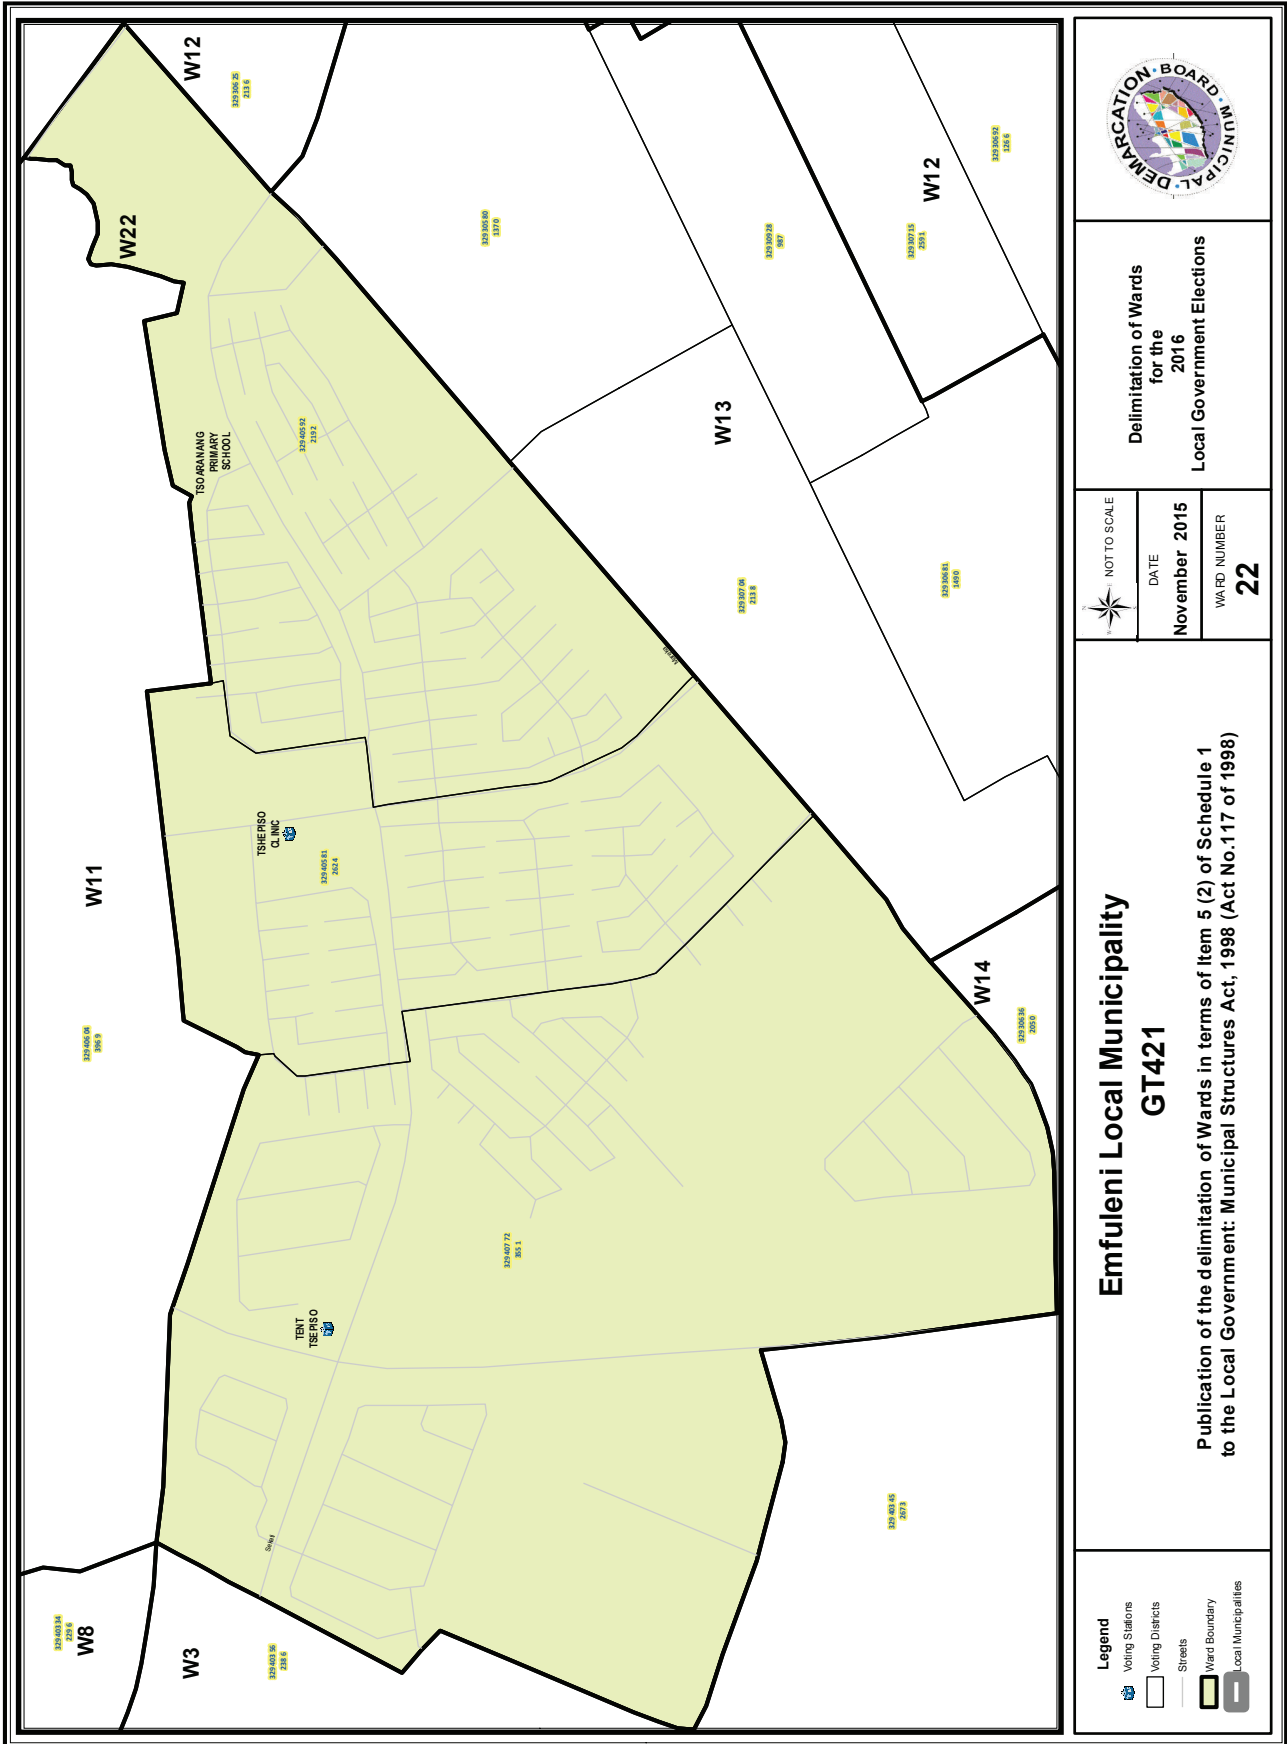 W12
32930625
2136
W22
32930580
1370
W12
32930692
1266
32930928
987
32930715
2591
TSOARANANG
PRIMARY
SCHOOL
32940592
2192
W13
32930704
2138
32930681
1490
W11
TSHEPISO
CLINIC
32940581
2624
32940604
3969
W14
32930636
2050
32940772
3551
TENT
TSEPISO
32940345
2673
W8
32940334
2296
W3
32940356
2386
MUNICIPAL • DEMARCATION • BOARD •
Delimitation of Wards
for the
2016
Local Government Elections
N
W
E
S
NOT TO SCALE
DATE
November 2015
WARD NUMBER
22
Emfuleni Local Municipality
GT421
Publication of the delimitation of Wards in terms of Item 5 (2) of Schedule 1
to the Local Government: Municipal Structures Act, 1998 (Act No.117 of 1998)
Legend
Voting Stations
Voting Districts
Streets
Ward Boundary
Local Municipalities